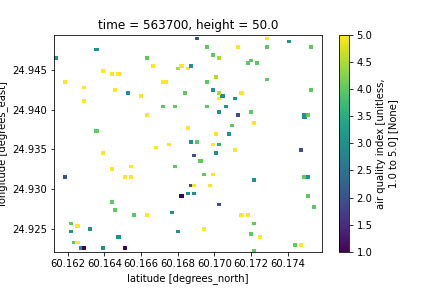 time = 563700, height = 50.0
longitude [degrees_east]
24.945
24.940
24.935
24.930
24.925
60.162 60.164 60.166 60.168 60.170 60.172 60.174
latitude [degrees_north]
5.0
4.5
4.0
3.5
3.0
2.5
2.0
1.5
1.0
air quality index [unitless,
1.0 to 5.0] [None]